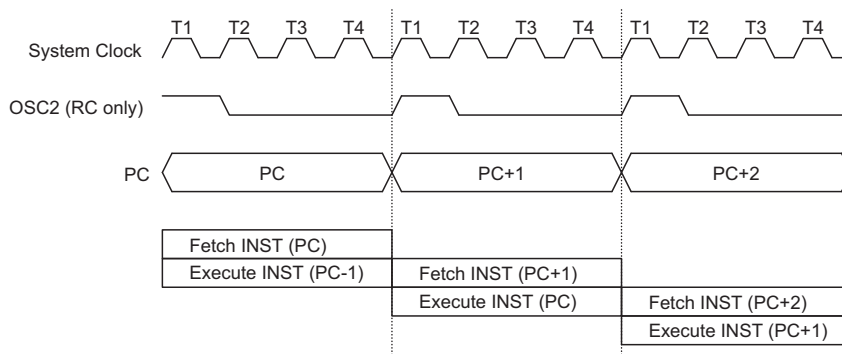 T1 T2 T3 T4 T1 T2 T3 T4 T1 T2 T3 T4
System Clock
OSC2 (RC only)
PC PC PC+1 PC+2
Fetch INST (PC)
Execute INST (PC-1) Fetch INST (PC+1)
Execute INST (PC) Fetch INST (PC+2)
Execute INST (PC+1)